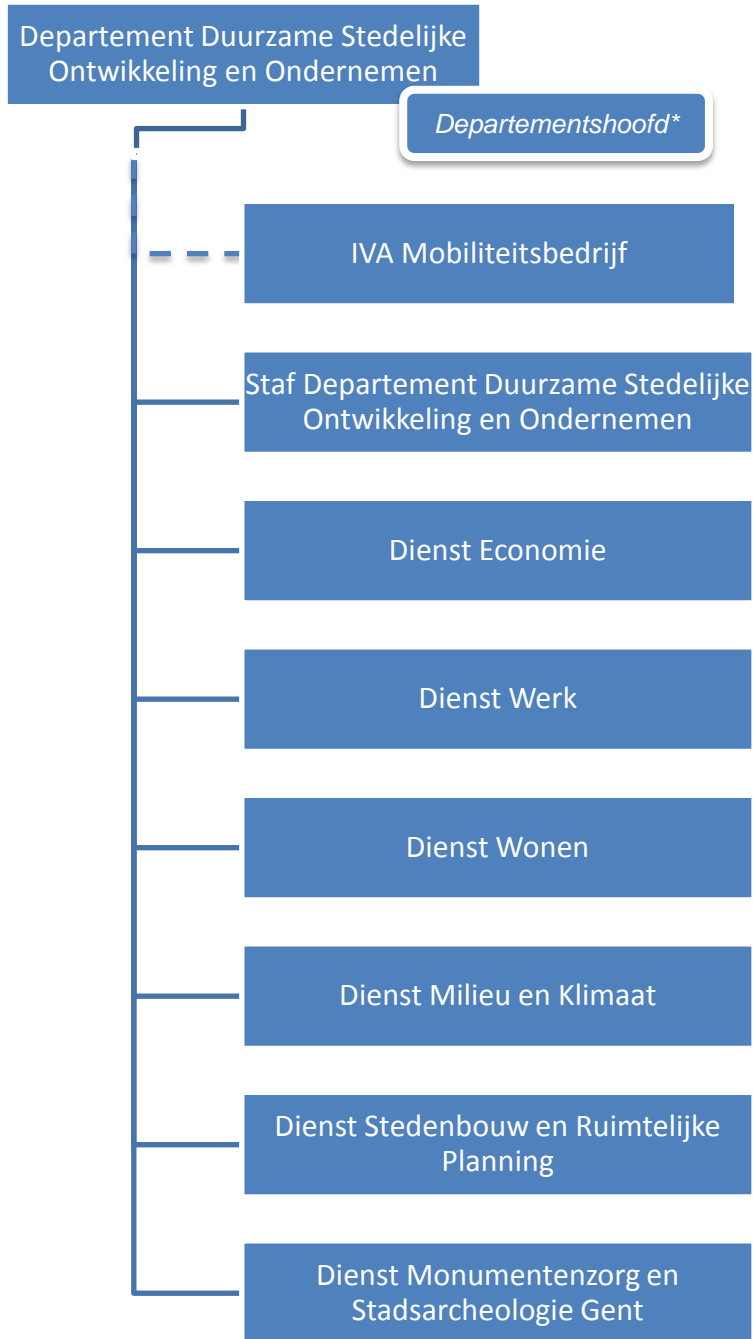 Departement Duurzame Stedelijke
Ontwikkeling en Ondernemen
Departementshoofd*
IVA Mobiliteitsbedrijf
Staf Departement Duurzame Stedelijke
Ontwikkeling en Ondernemen
Dienst Economie
Dienst Werk
Dienst Wonen
Dienst Milieu en Klimaat
Dienst Stedenbouw en Ruimtelijke
Planning
Dienst Monumentenzorg en
Stadsarcheologie Gent